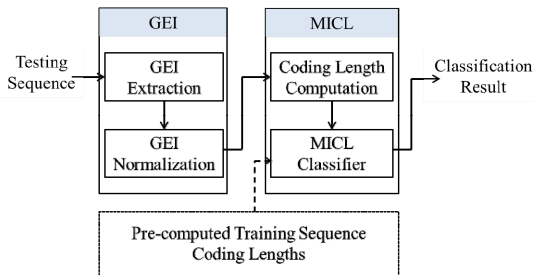 GEI
MICL
Testing
Sequence
GEI
Extraction
GEI
Normalization
Coding Length
Computation
MICL
Classifier
Classification
Result
Pre-computed Training Sequence
Coding Lengths